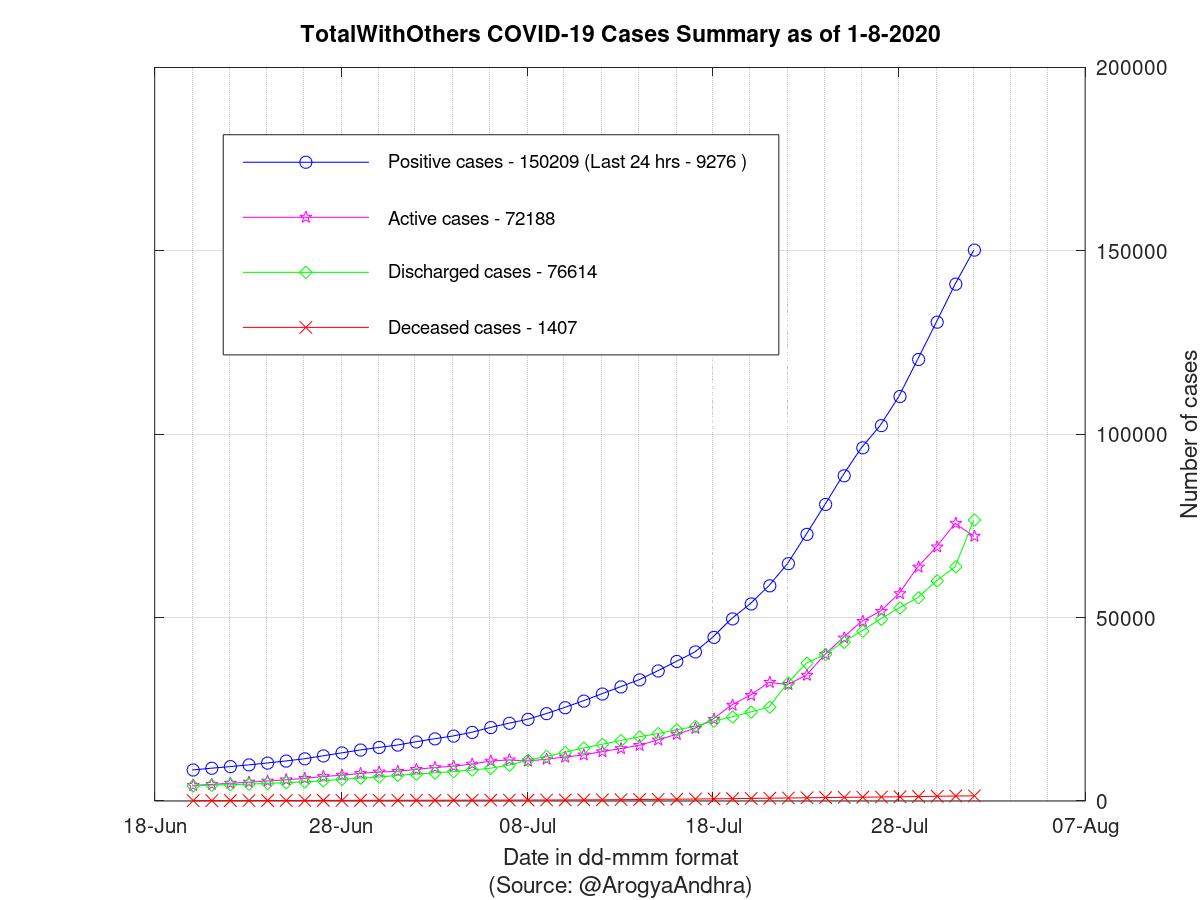 TotalWithOthers COVID-19 Cases Summary as of 1-8-2020
200000
Positive cases - 150209 (Last 24 hrs - 9276 )
Active cases - 72188
150000
Discharged cases - 76614
Deceased cases - 1407
100000
Number of cases
50000
0
18-Jun 28-Jun 08-Jul 18-Jul 28-Jul 07-Aug
Date in dd-mmm format
(Source: @ArogyaAndhra)